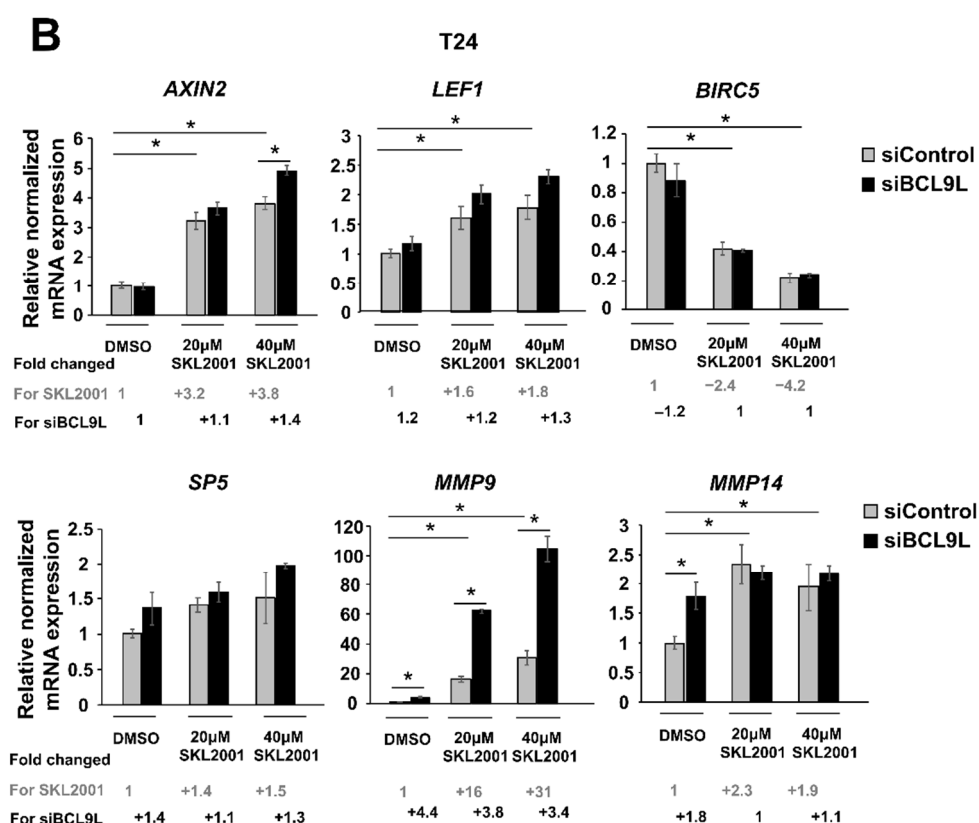 B
T24
AXIN2
LEF1
BIRC5
Relative normalized
mRNA expression
6
5
4
3
2
1
0
*
*
*
3
2.5
2
1.5
1
0.5
0
*
*
1.2
1
0.8
0.6
0.4
0.2
0
*
*
siControl
siBCL9L
DMSO 20μM SKL2001 40μM SKL2001
DMSO 20μM SKL2001 40μM SKL2001
DMSO 20μM SKL2001 40μM SKL2001
Fold changed
For SKL2001 1 +3.2 +3.8 1 +1.6 +1.8 1 −2.4 −4.2
For siBCL9L 1 +1.1 +1.4 1.2 +1.2 +1.3 −1.2 1 1
SP5
MMP9
MMP14
Relative normalized
mRNA expression
2.5
2
1.5
1
0.5
0
120
100
80
60
40
20
0
*
*
*
*
*
3
2.5
2
1.5
1
0.5
0
*
*
*
siControl
siBCL9L
DMSO 20μM SKL2001 40μM SKL2001
DMSO 20μM SKL2001 40μM SKL2001
DMSO 20μM SKL2001 40μM SKL2001
Fold changed
For SKL2001 1 +1.4 +1.5 1 +16 +31 1 +2.3 +1.9
For siBCL9L +1.4 +1.1 +1.3 +4.4 +3.8 +3.4 +1.8 1 +1.1